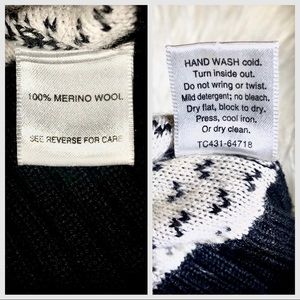 100% MERINO WOOL.
SEE REVERSE FOR CARE
HAND WASH cold.
Turn inside out.
Do not wring or twist.
Mild detergent; no bleach.
Dry flat, block to dry.
Press, cool iron.
Or dry clean.
TC431-64718